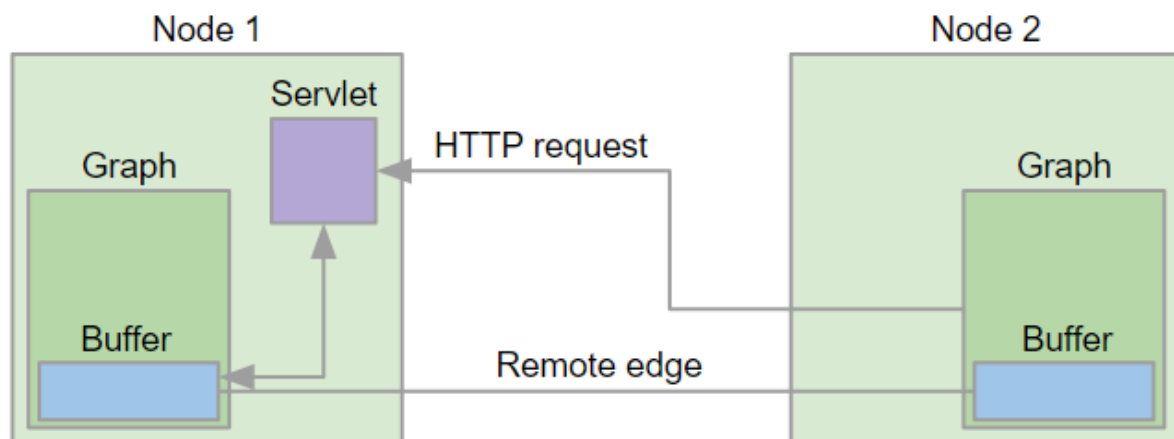 Node 1
Node 2
Servlet
HTTP request
Graph
Graph
Buffer
Buffer
Remote edge